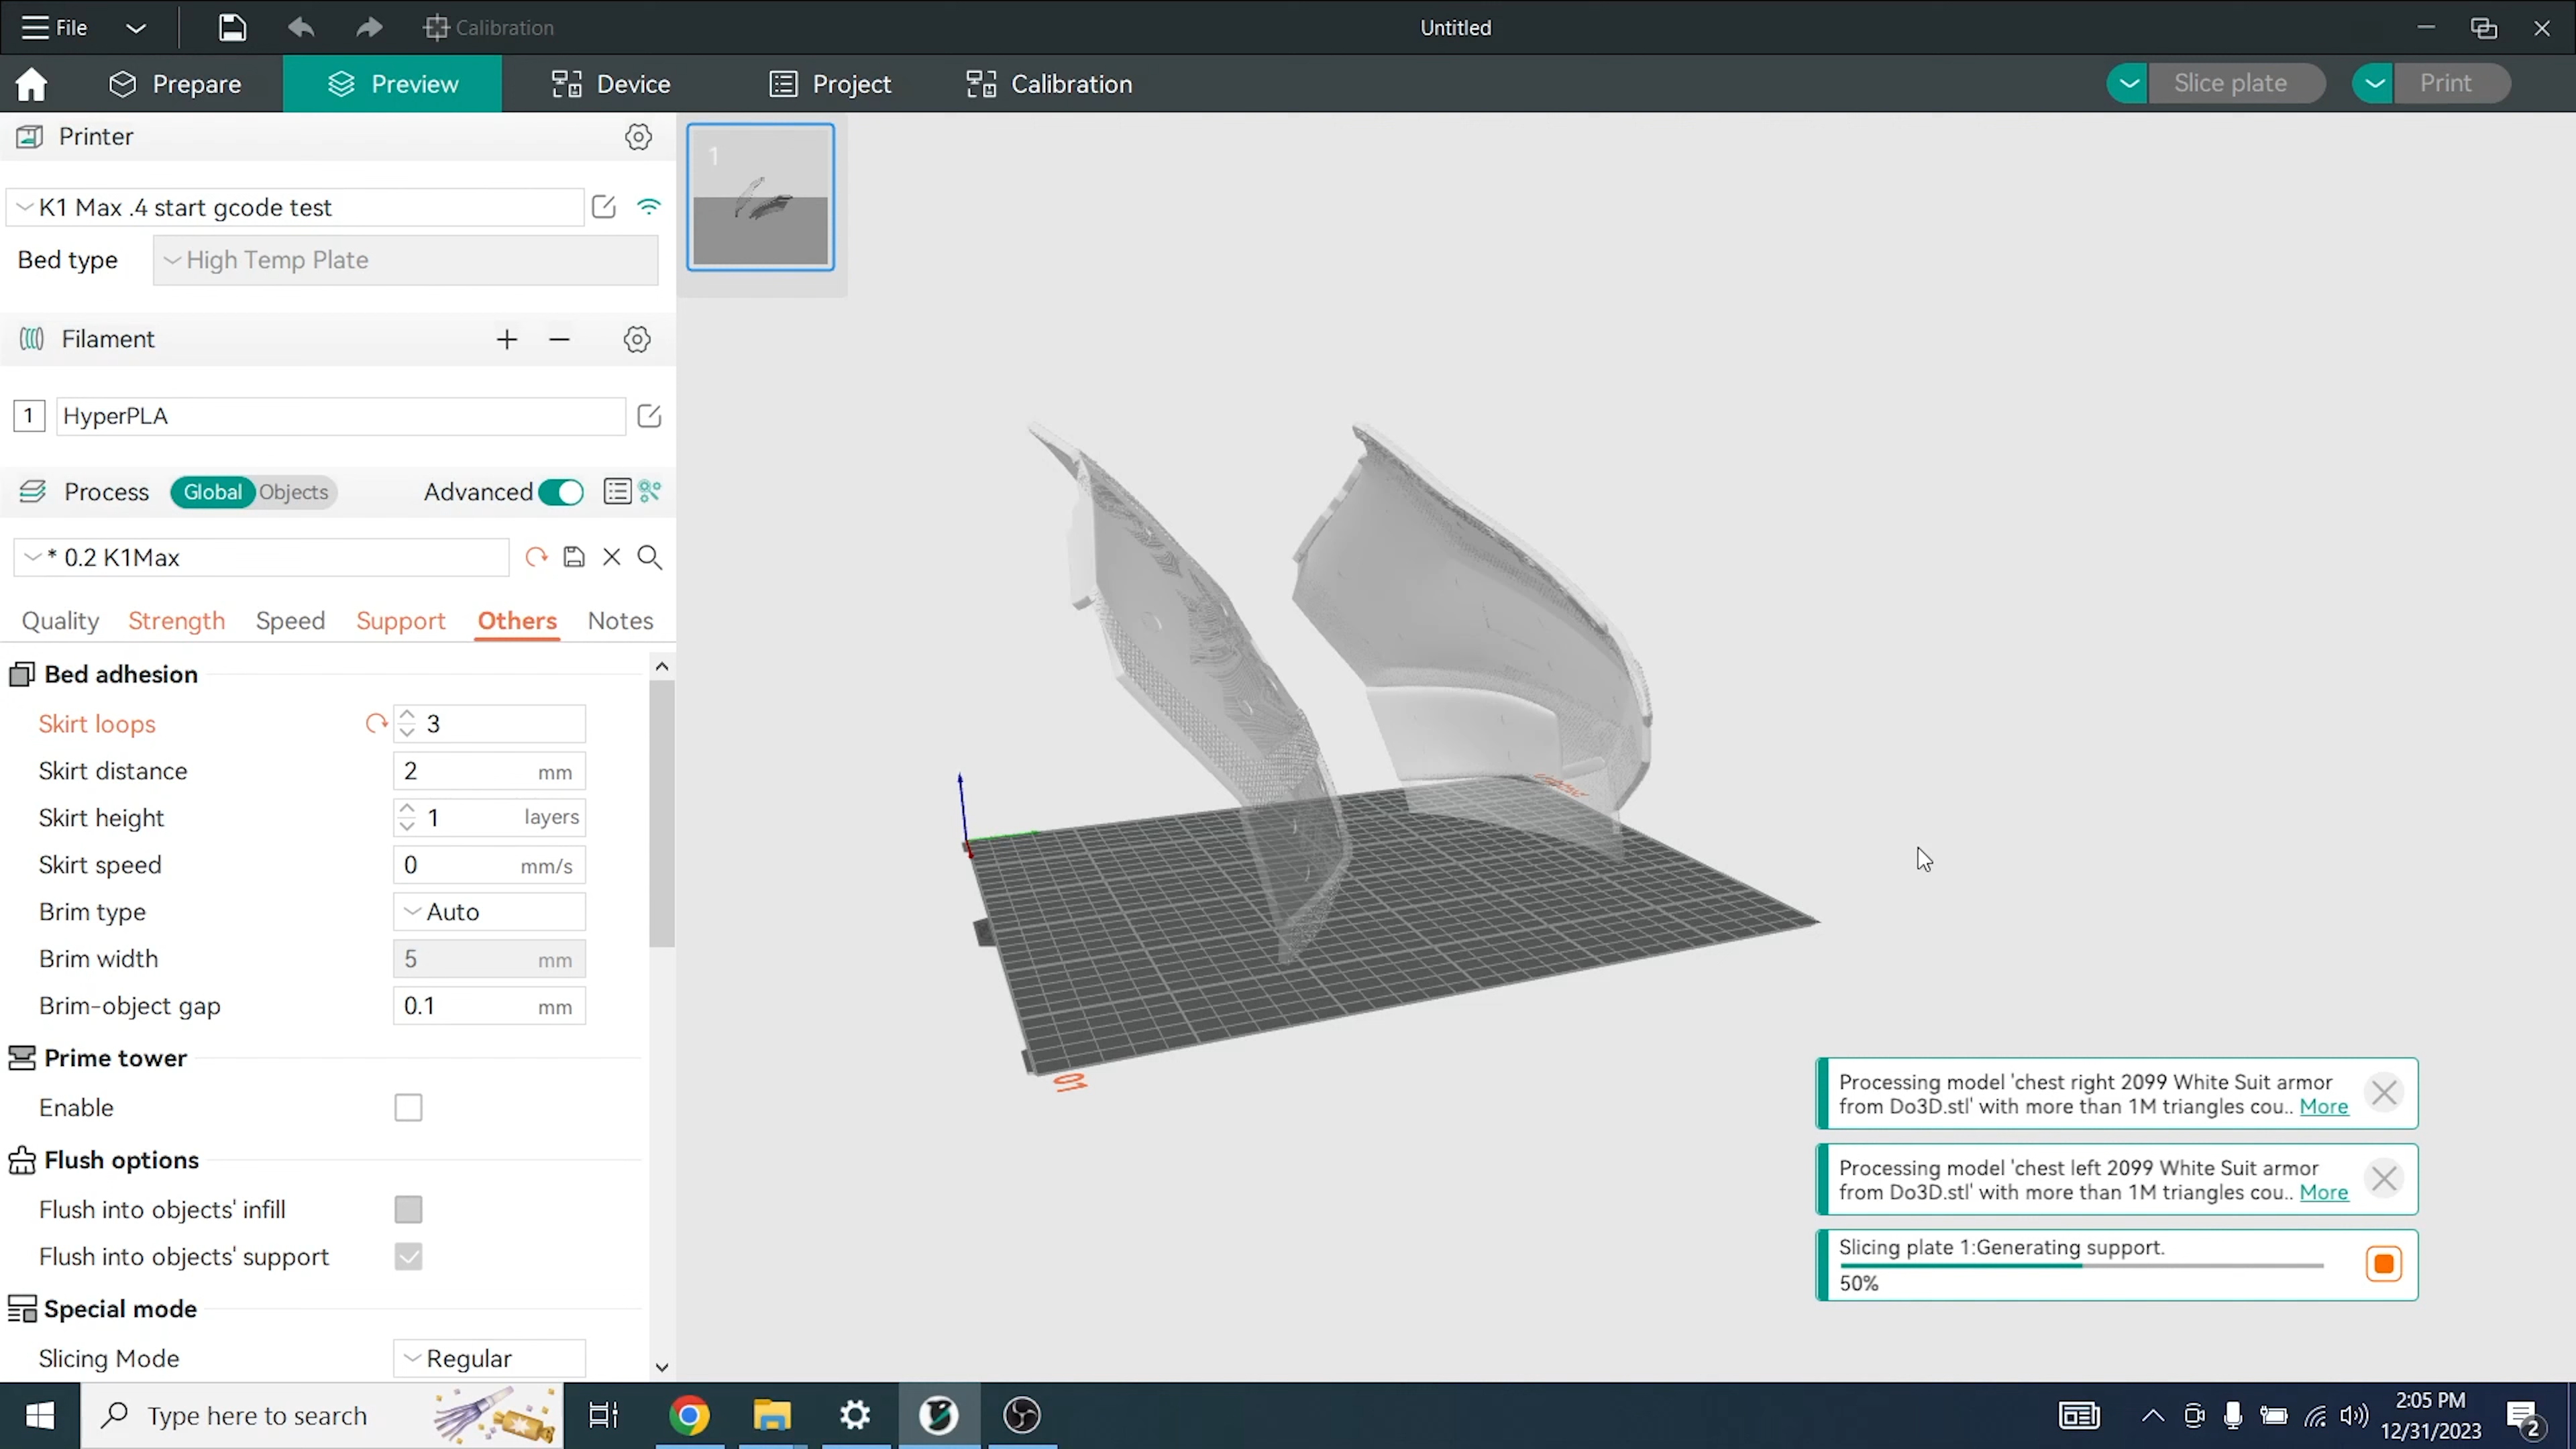 File
Calibration
Untitled
Prepare
Preview
Device
Project
Calibration
Slice plate
Print
Printer
K1 Max .4 start gcode test
Bed type
High Temp Plate
Filament
1
HyperPLA
Process
Global
Objects
Advanced
* 0.2 K1Max
Quality
Strength
Speed
Support
Others
Notes
Bed adhesion
Skirt loops
3
Skirt distance
2 mm
Skirt height
1 layers
Skirt speed
0 mm/s
Brim type
Auto
Brim width
5 mm
Brim-object gap
0.1 mm
Prime tower
Enable
Flush options
Flush into objects' infill
Flush into objects' support
Special mode
Slicing Mode
Regular
1
01
Processing model 'chest right 2099 White Suit armor
from Do3D.stl' with more than 1M triangles cou.. More
Processing model 'chest left 2099 White Suit armor
from Do3D.stl' with more than 1M triangles cou.. More
Slicing plate 1:Generating support.
50%
Type here to search
2:05 PM
12/31/2023
2